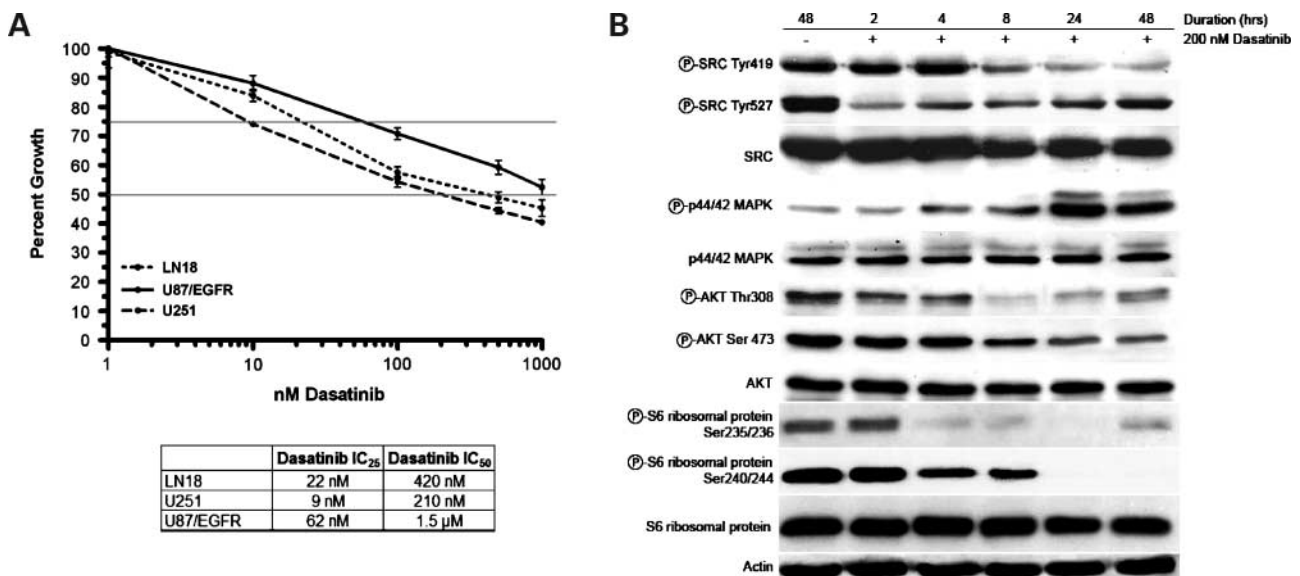 A
100
90
80
70
60
50
40
30
20
10
0
Percent Growth
LN18
U87/EGFR
U251
1 10 100 1000
nM Dasatinib
Dasatinib IC25 Dasatinib IC50
LN18 22 nM 420 nM
U251 9 nM 210 nM
U87/EGFR 62 nM 1.5 µM
B
48 2 4 8 24 48 Duration (hrs)
- + + + + + 200 nM Dasatinib
Ⓟ-SRC Tyr419
Ⓟ-SRC Tyr527
SRC
Ⓟ-p44/42 MAPK
p44/42 MAPK
Ⓟ-AKT Thr308
Ⓟ-AKT Ser 473
AKT
Ⓟ-S6 ribosomal protein
Ser235/236
Ⓟ-S6 ribosomal protein
Ser240/244
S6 ribosomal protein
Actin